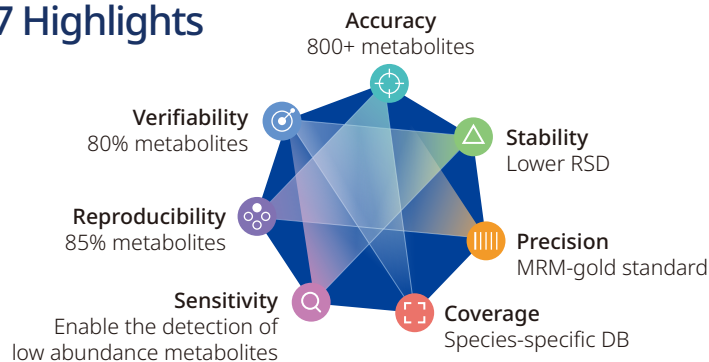 7 Highlights
Accuracy
800+ metabolites
Verifiability
80% metabolites
Stability
Lower RSD
Reproducibility
85% metabolites
Precision
MRM-gold standard
Sensitivity
Enable the detection of
low abundance metabolites
Coverage
Species-specific DB